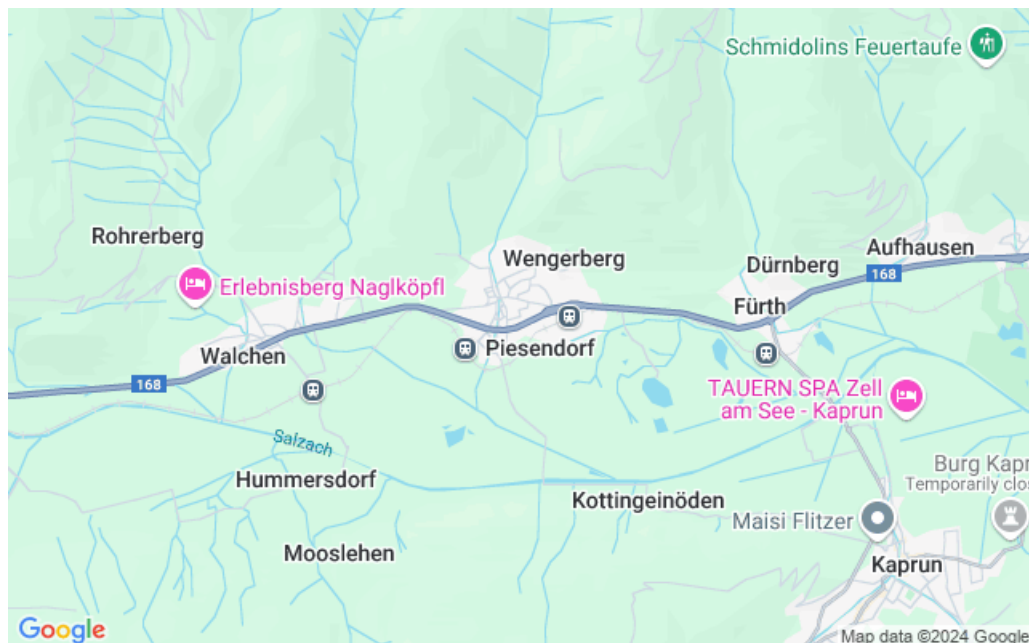 Schmidolins Feuertaufe
Rohrerberg
Wengerberg
Aufhausen
Dürnberg
168
Erlebnisberg Naglköpfl
Fürth
Walchen
Piesendorf
168
TAUERN SPA Zell
am See - Kaprun
Salzach
Hummersdorf
Kottingeinöden
Burg Kapr
Temporarily clos
Maisi Flitzer
Mooslehen
Kaprun
Google
Map data ©2024 Google